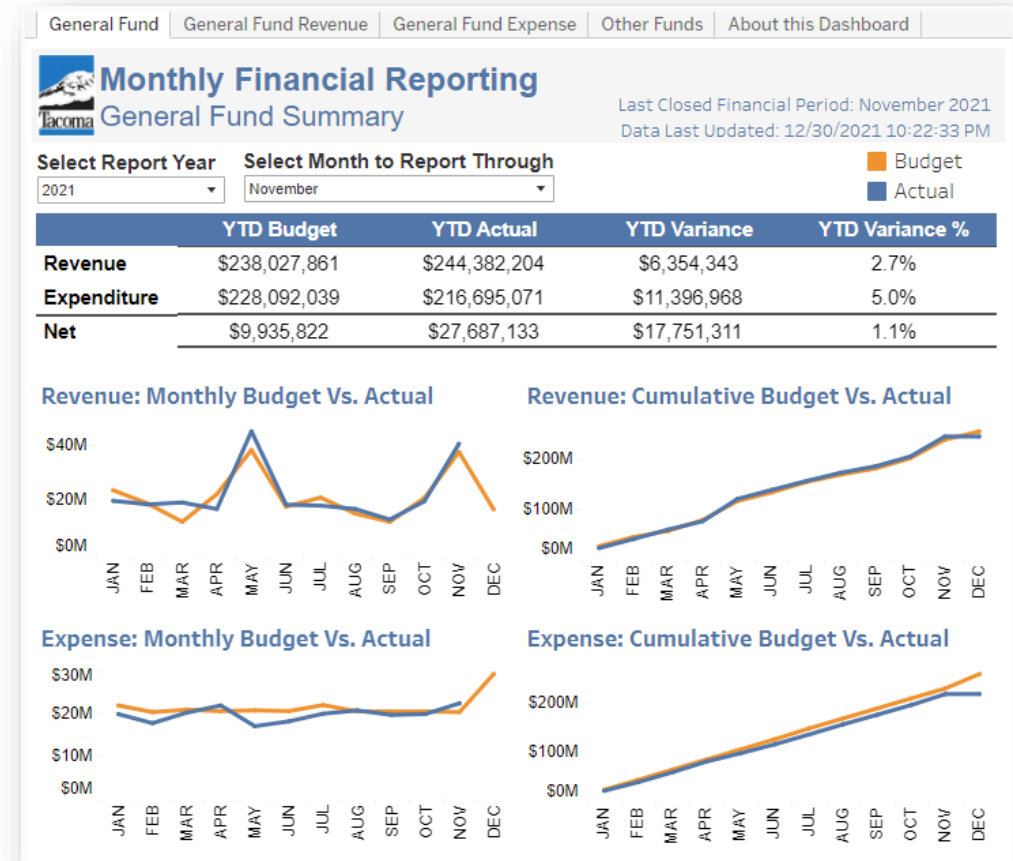 General Fund General Fund Revenue General Fund Expense Other Funds About this Dashboard
Tacoma
Monthly Financial Reporting
General Fund Summary
Last Closed Financial Period: November 2021
Data Last Updated: 12/30/2021 10:22:33 PM
Select Report Year Select Month to Report Through
2021 November
Budget
Actual
YTD Budget YTD Actual YTD Variance YTD Variance %
Revenue $238,027,861 $244,382,204 $6,354,343 2.7%
Expenditure $228,092,039 $216,695,071 $11,396,968 5.0%
Net $9,935,822 $27,687,133 $17,751,311 1.1%
Revenue: Monthly Budget Vs. Actual
$40M
$20M
$0M
JAN FEB MAR APR MAY JUN JUL AUG SEP OCT NOV DEC
Revenue: Cumulative Budget Vs. Actual
$200M
$100M
$0M
JAN FEB MAR APR MAY JUN JUL AUG SEP OCT NOV DEC
Expense: Monthly Budget Vs. Actual
$30M
$20M
$10M
$0M
JAN FEB MAR APR MAY JUN JUL AUG SEP OCT NOV DEC
Expense: Cumulative Budget Vs. Actual
$200M
$100M
$0M
JAN FEB MAR APR MAY JUN JUL AUG SEP OCT NOV DEC